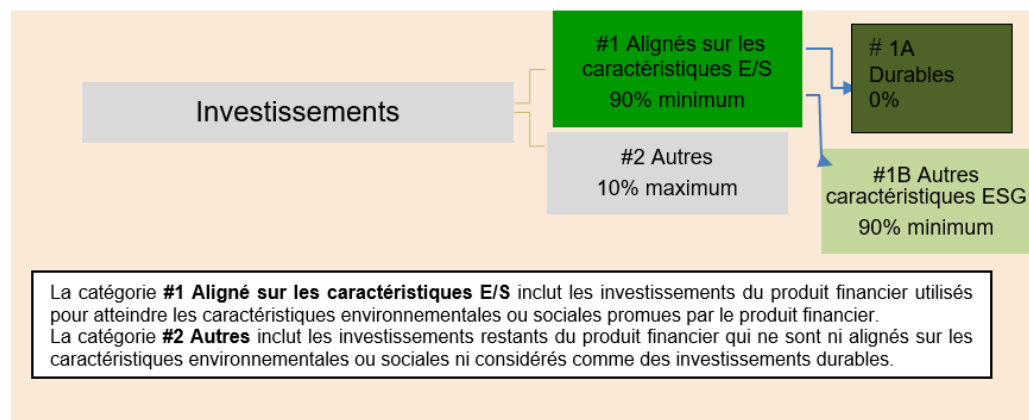 Investissements
#1 Alignés sur les
caractéristiques E/S
90% minimum
# 1A
Durables
0%
#2 Autres
10% maximum
#1B Autres
caractéristiques ESG
90% minimum
La catégorie #1 Aligné sur les caractéristiques E/S inclut les investissements du produit financier utilisés
pour atteindre les caractéristiques environnementales ou sociales promues par le produit financier.
La catégorie #2 Autres inclut les investissements restants du produit financier qui ne sont ni alignés sur les
caractéristiques environnementales ou sociales ni considérés comme des investissements durables.